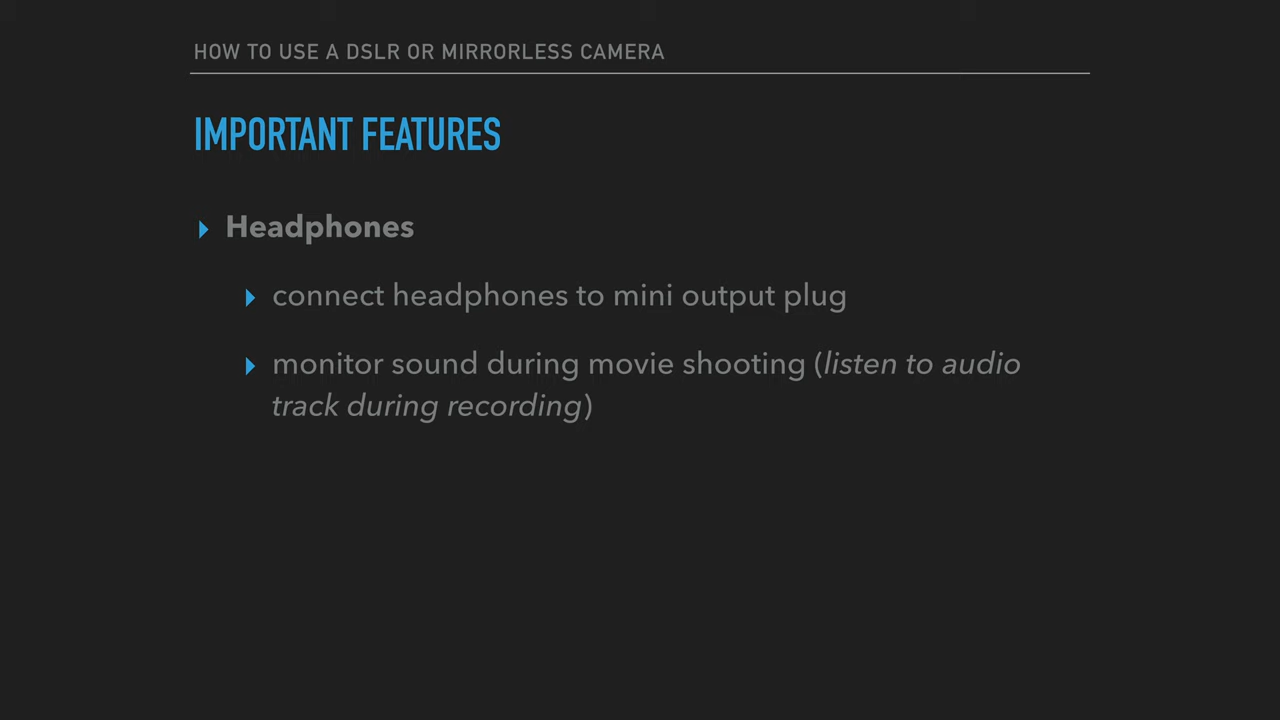 HOW TO USE A DSLR OR MIRRORLESS CAMERA
IMPORTANT FEATURES
Headphones
connect headphones to mini output plug
monitor sound during movie shooting (listen to audio
track during recording)